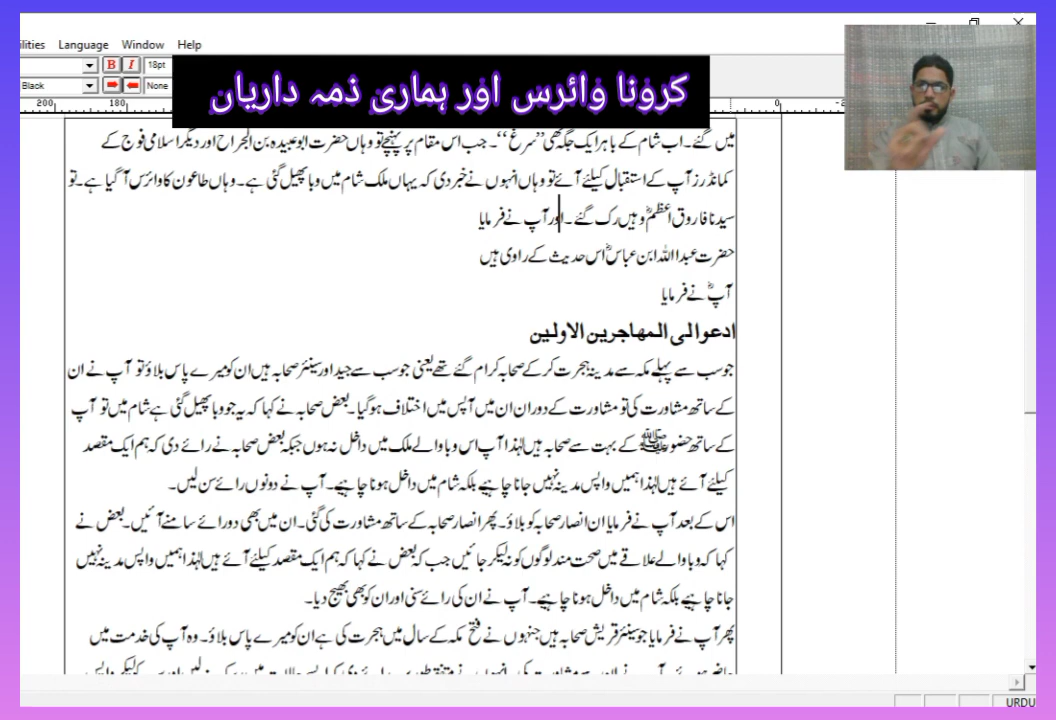 ilities Language Window Help
B I 18pt
Black None
200 180 0
کرونا وائرس اور ہماری ذمہ داریاں
میں گئے۔ اب شام کے باہر ایک جگہ تھی ’’سرغ‘‘۔ جب اس مقام پر پہنچے تو وہاں حضرت ابوعبیدہ بن الجراح اور دیگر اسلامی فوج کے
کمانڈرز آپ کے استقبال کیلئے آئے تو وہاں انہوں نے خبر دی کہ یہاں ملک شام میں وبا پھیل گئی ہے۔ وہاں طاعون کا وائرس آ گیا ہے۔ تو
سیدنا فاروق اعظمؓ وہیں رک گئے۔ اور آپ نے فرمایا
حضرت عبداللہ ابن عباسؓ اس حدیث کے راوی ہیں
آپؓ نے فرمایا
ادعوا لی المہاجرین الاولین
جو سب سے پہلے مکہ سے مدینہ ہجرت کرکے صحابہ کرام گئے تھے یعنی جو سب سے جید اور سینئر صحابہ ہیں ان کو میرے پاس بلاؤ تو آپ نے ان
کے ساتھ مشاورت کی تو مشاورت کے دوران ان میں آپس میں اختلاف ہوگیا۔ بعض صحابہ نے کہا کہ یہ جو وبا پھیل گئی ہے شام میں تو آپ
کے ساتھ حضور ﷺ کے بہت سے صحابہ ہیں لہٰذا آپ اس وبا والے ملک میں داخل نہ ہوں جبکہ بعض صحابہ نے رائے دی کہ ہم ایک مقصد
کیلئے آئے ہیں لہٰذا ہمیں واپس مدینہ نہیں جانا چاہیے بلکہ شام میں داخل ہونا چاہیے۔ آپ نے دونوں رائے سن لیں۔
اس کے بعد آپ نے فرمایا ان انصار صحابہ کو بلاؤ۔ پھر انصار صحابہ کے ساتھ مشاورت کی گئی۔ ان میں بھی دو رائے سامنے آئیں۔ بعض نے
کہا کہ وبا والے علاقے میں صحت مند لوگوں کو نہ لیکر جائیں جب کہ بعض نے کہا کہ ہم ایک مقصد کیلئے آئے ہیں لہٰذا ہمیں واپس مدینہ نہیں
جانا چاہیے بلکہ شام میں داخل ہونا چاہیے۔ آپ نے ان کی رائے سنی اور ان کو بھی بھیج دیا۔
پھر آپ نے فرمایا جو سینئر قریش صحابہ ہیں جنہوں نے فتح مکہ کے سال میں ہجرت کی ہے ان کو میرے پاس بلاؤ۔ وہ آپ کی خدمت میں
URDU